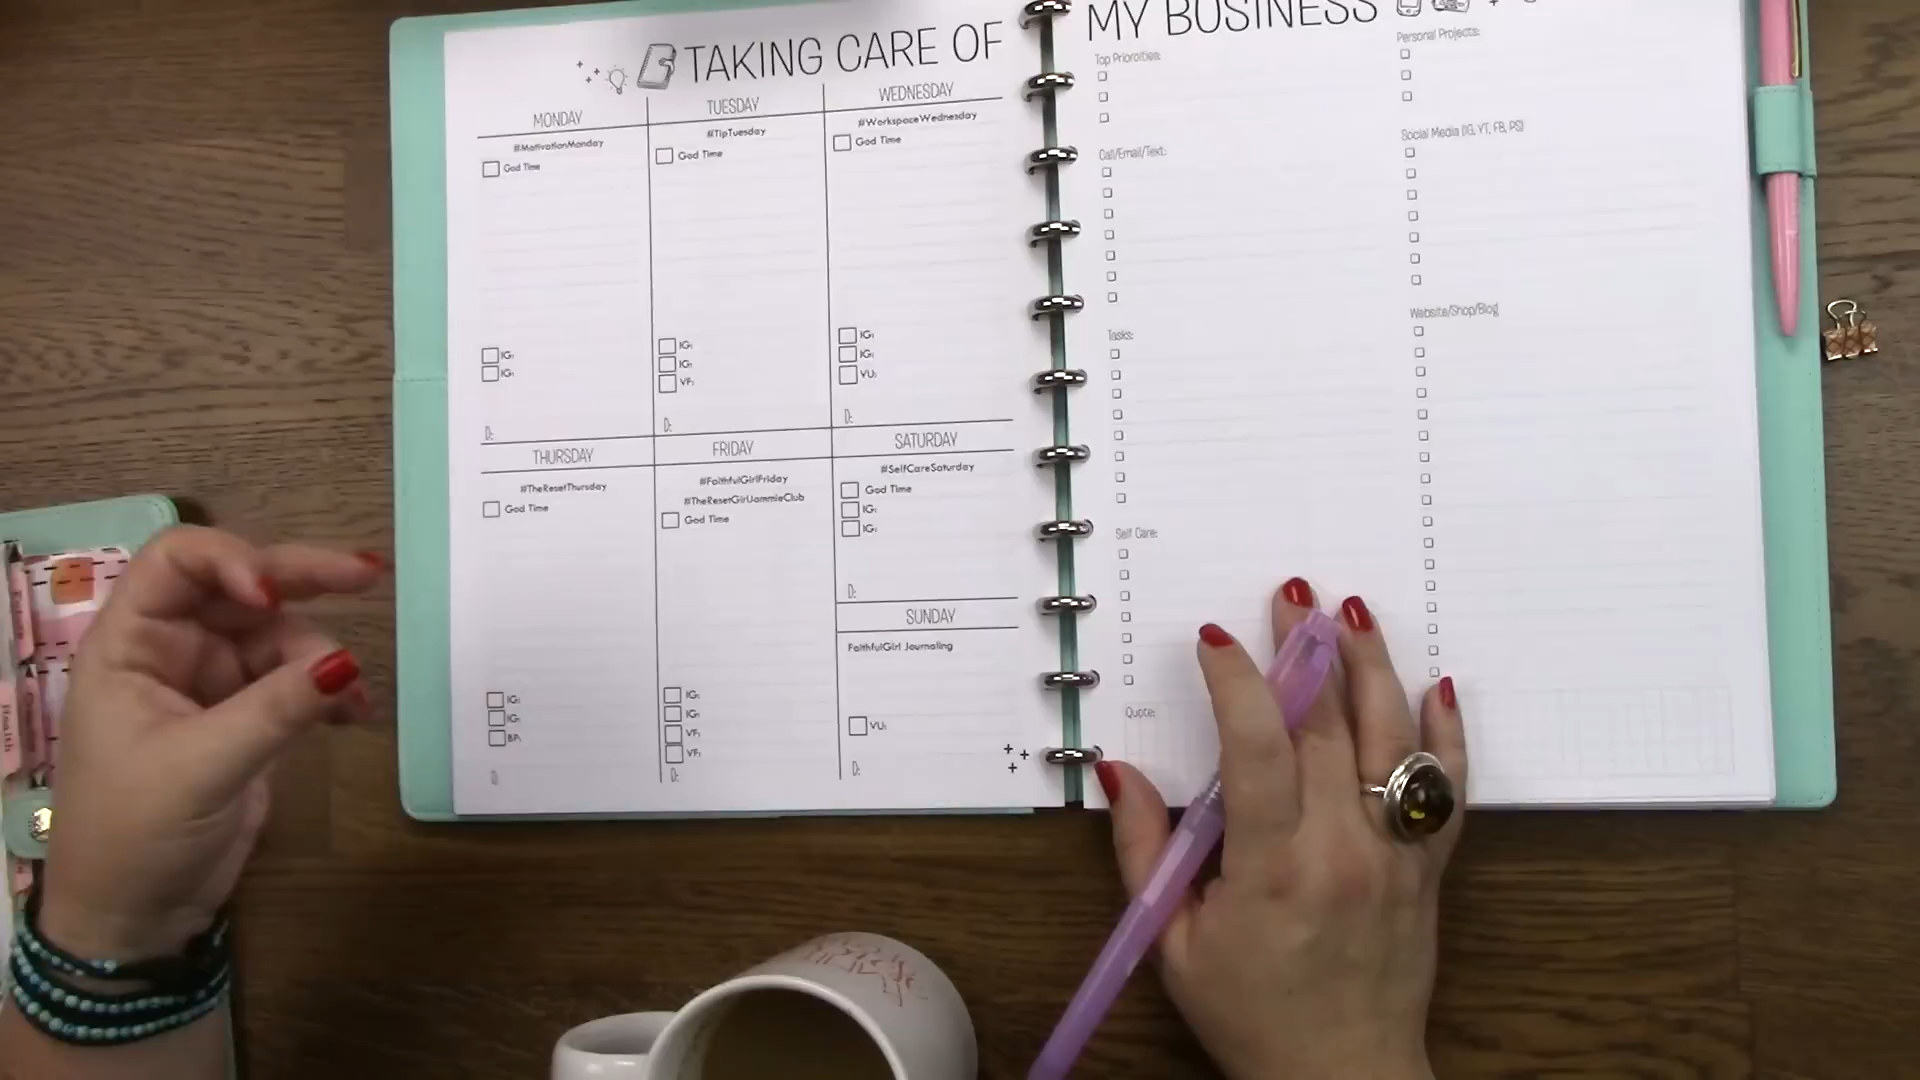 TAKING CARE OF
MONDAY
#MotivationMonday
God Time
IG:
IG:
D:
TUESDAY
#TipTuesday
God Time
IG:
IG:
VF:
D:
WEDNESDAY
#WorkspaceWednesday
God Time
IG:
IG:
VU:
D:
THURSDAY
#TheResetThursday
God Time
IG:
IG:
BP:
D:
FRIDAY
#FaithfulGirlFriday
#TheResetGirlJammieClub
God Time
IG:
IG:
VF:
VF:
D:
SATURDAY
#SelfCareSaturday
God Time
IG:
IG:
D:
SUNDAY
FaithfulGirl Journaling
VU:
D:
MY BUSINESS
Top Prioroities:
Call/Email/Text:
Tasks:
Self Care:
Quote:
Personal Projects:
Social Media (IG, YT, FB, PS)
Website/Shop/Blog
Health